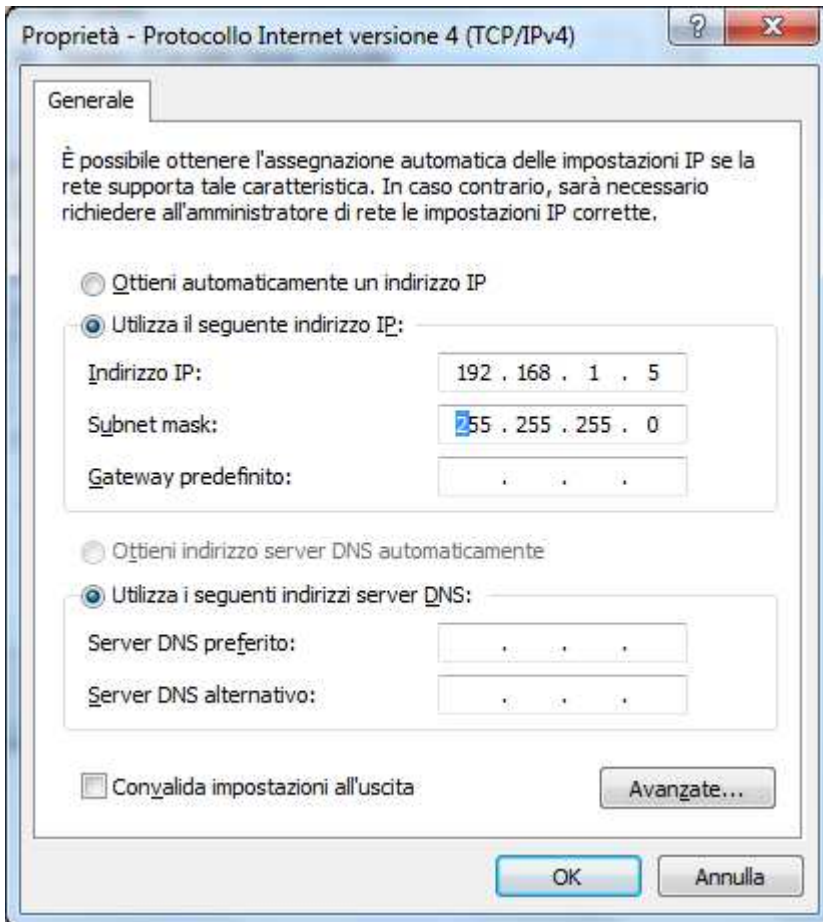 Proprietà - Protocollo Internet versione 4 (TCP/IPv4)
?
X
Generale
È possibile ottenere l'assegnazione automatica delle impostazioni IP se la
rete supporta tale caratteristica. In caso contrario, sarà necessario
richiedere all'amministratore di rete le impostazioni IP corrette.
Ottieni automaticamente un indirizzo IP
Utilizza il seguente indirizzo IP:
Indirizzo IP: 192 . 168 . 1 . 5
Subnet mask: 255 . 255 . 255 . 0
Gateway predefinito: . . .
Ottieni indirizzo server DNS automaticamente
Utilizza i seguenti indirizzi server DNS:
Server DNS preferito: . . .
Server DNS alternativo: . . .
Convalida impostazioni all'uscita
Avanzate...
OK
Annulla